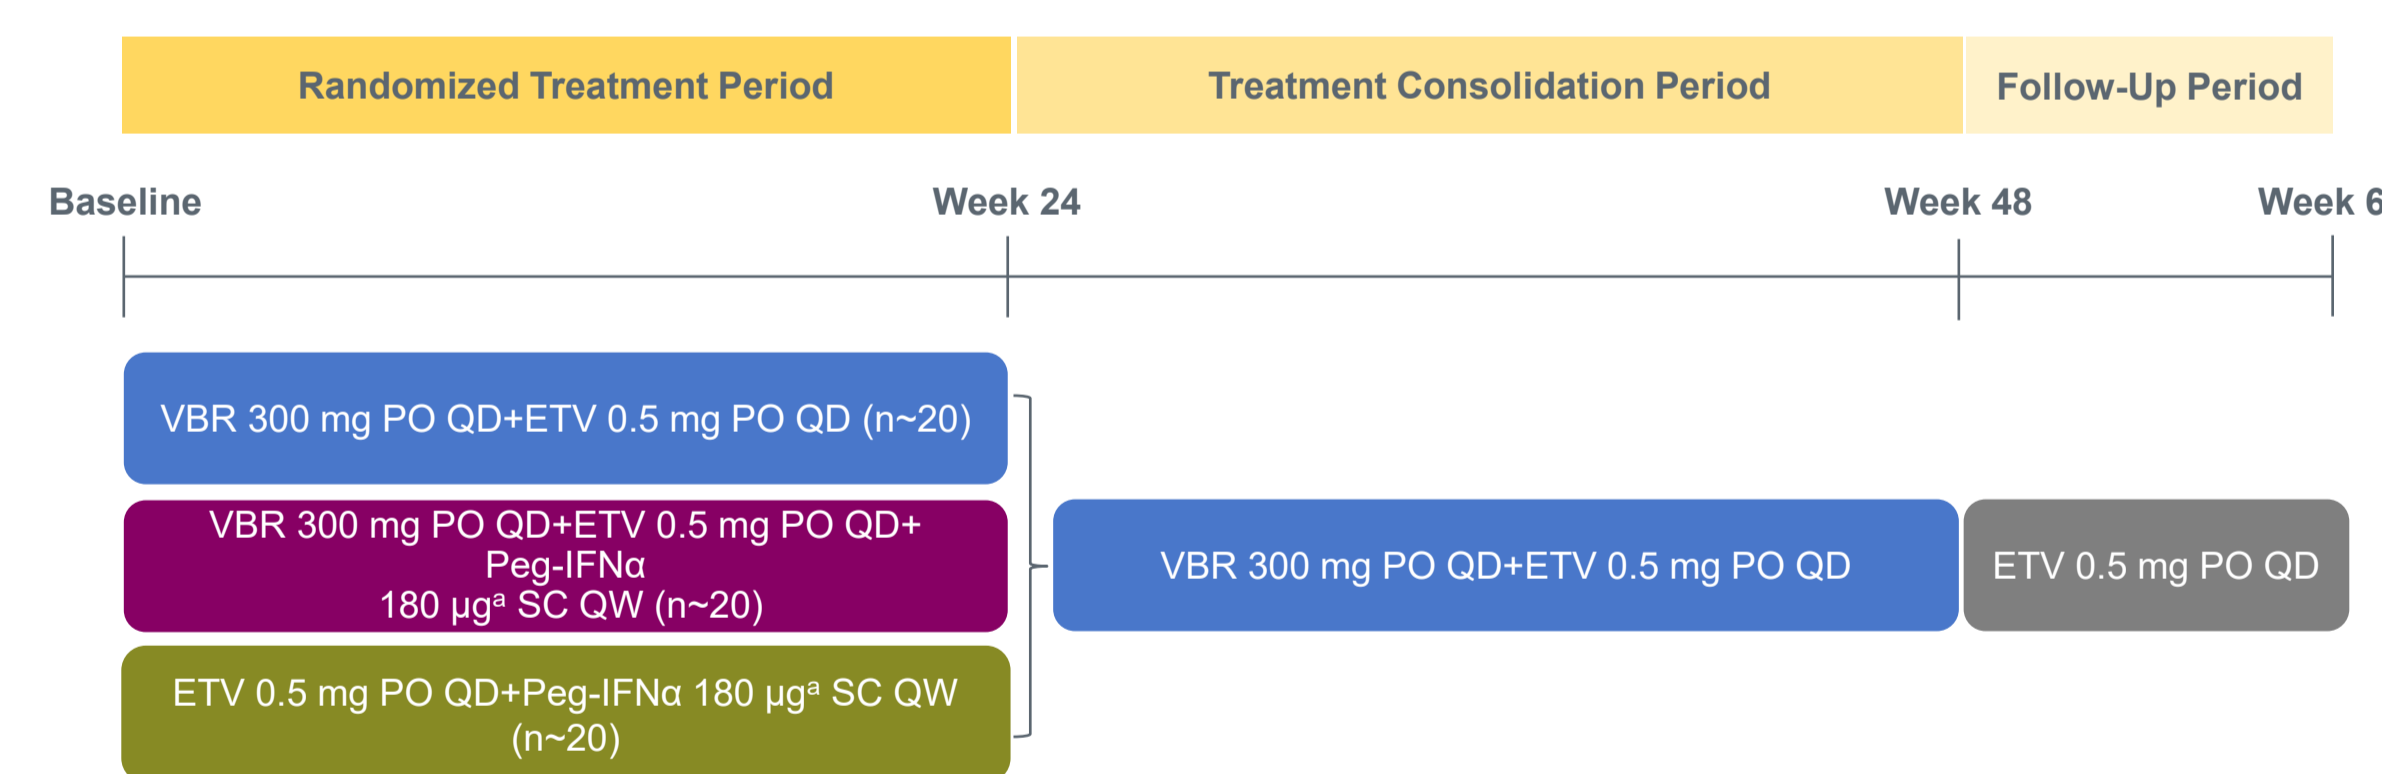 Randomized Treatment Period
Treatment Consolidation Period
Follow-Up Period
Baseline
Week 24
Week 48
Week
VBR 300 mg PO QD+ETV 0.5 mg PO QD (n~20)
VBR 300 mg PO QD+ETV 0.5 mg PO QD+
Peg-IFNα
180 µgᵃ SC QW (n~20)
ETV 0.5 mg PO QD+Peg-IFNα 180 µgᵃ SC QW
(n~20)
VBR 300 mg PO QD+ETV 0.5 mg PO QD
ETV 0.5 mg PO QD